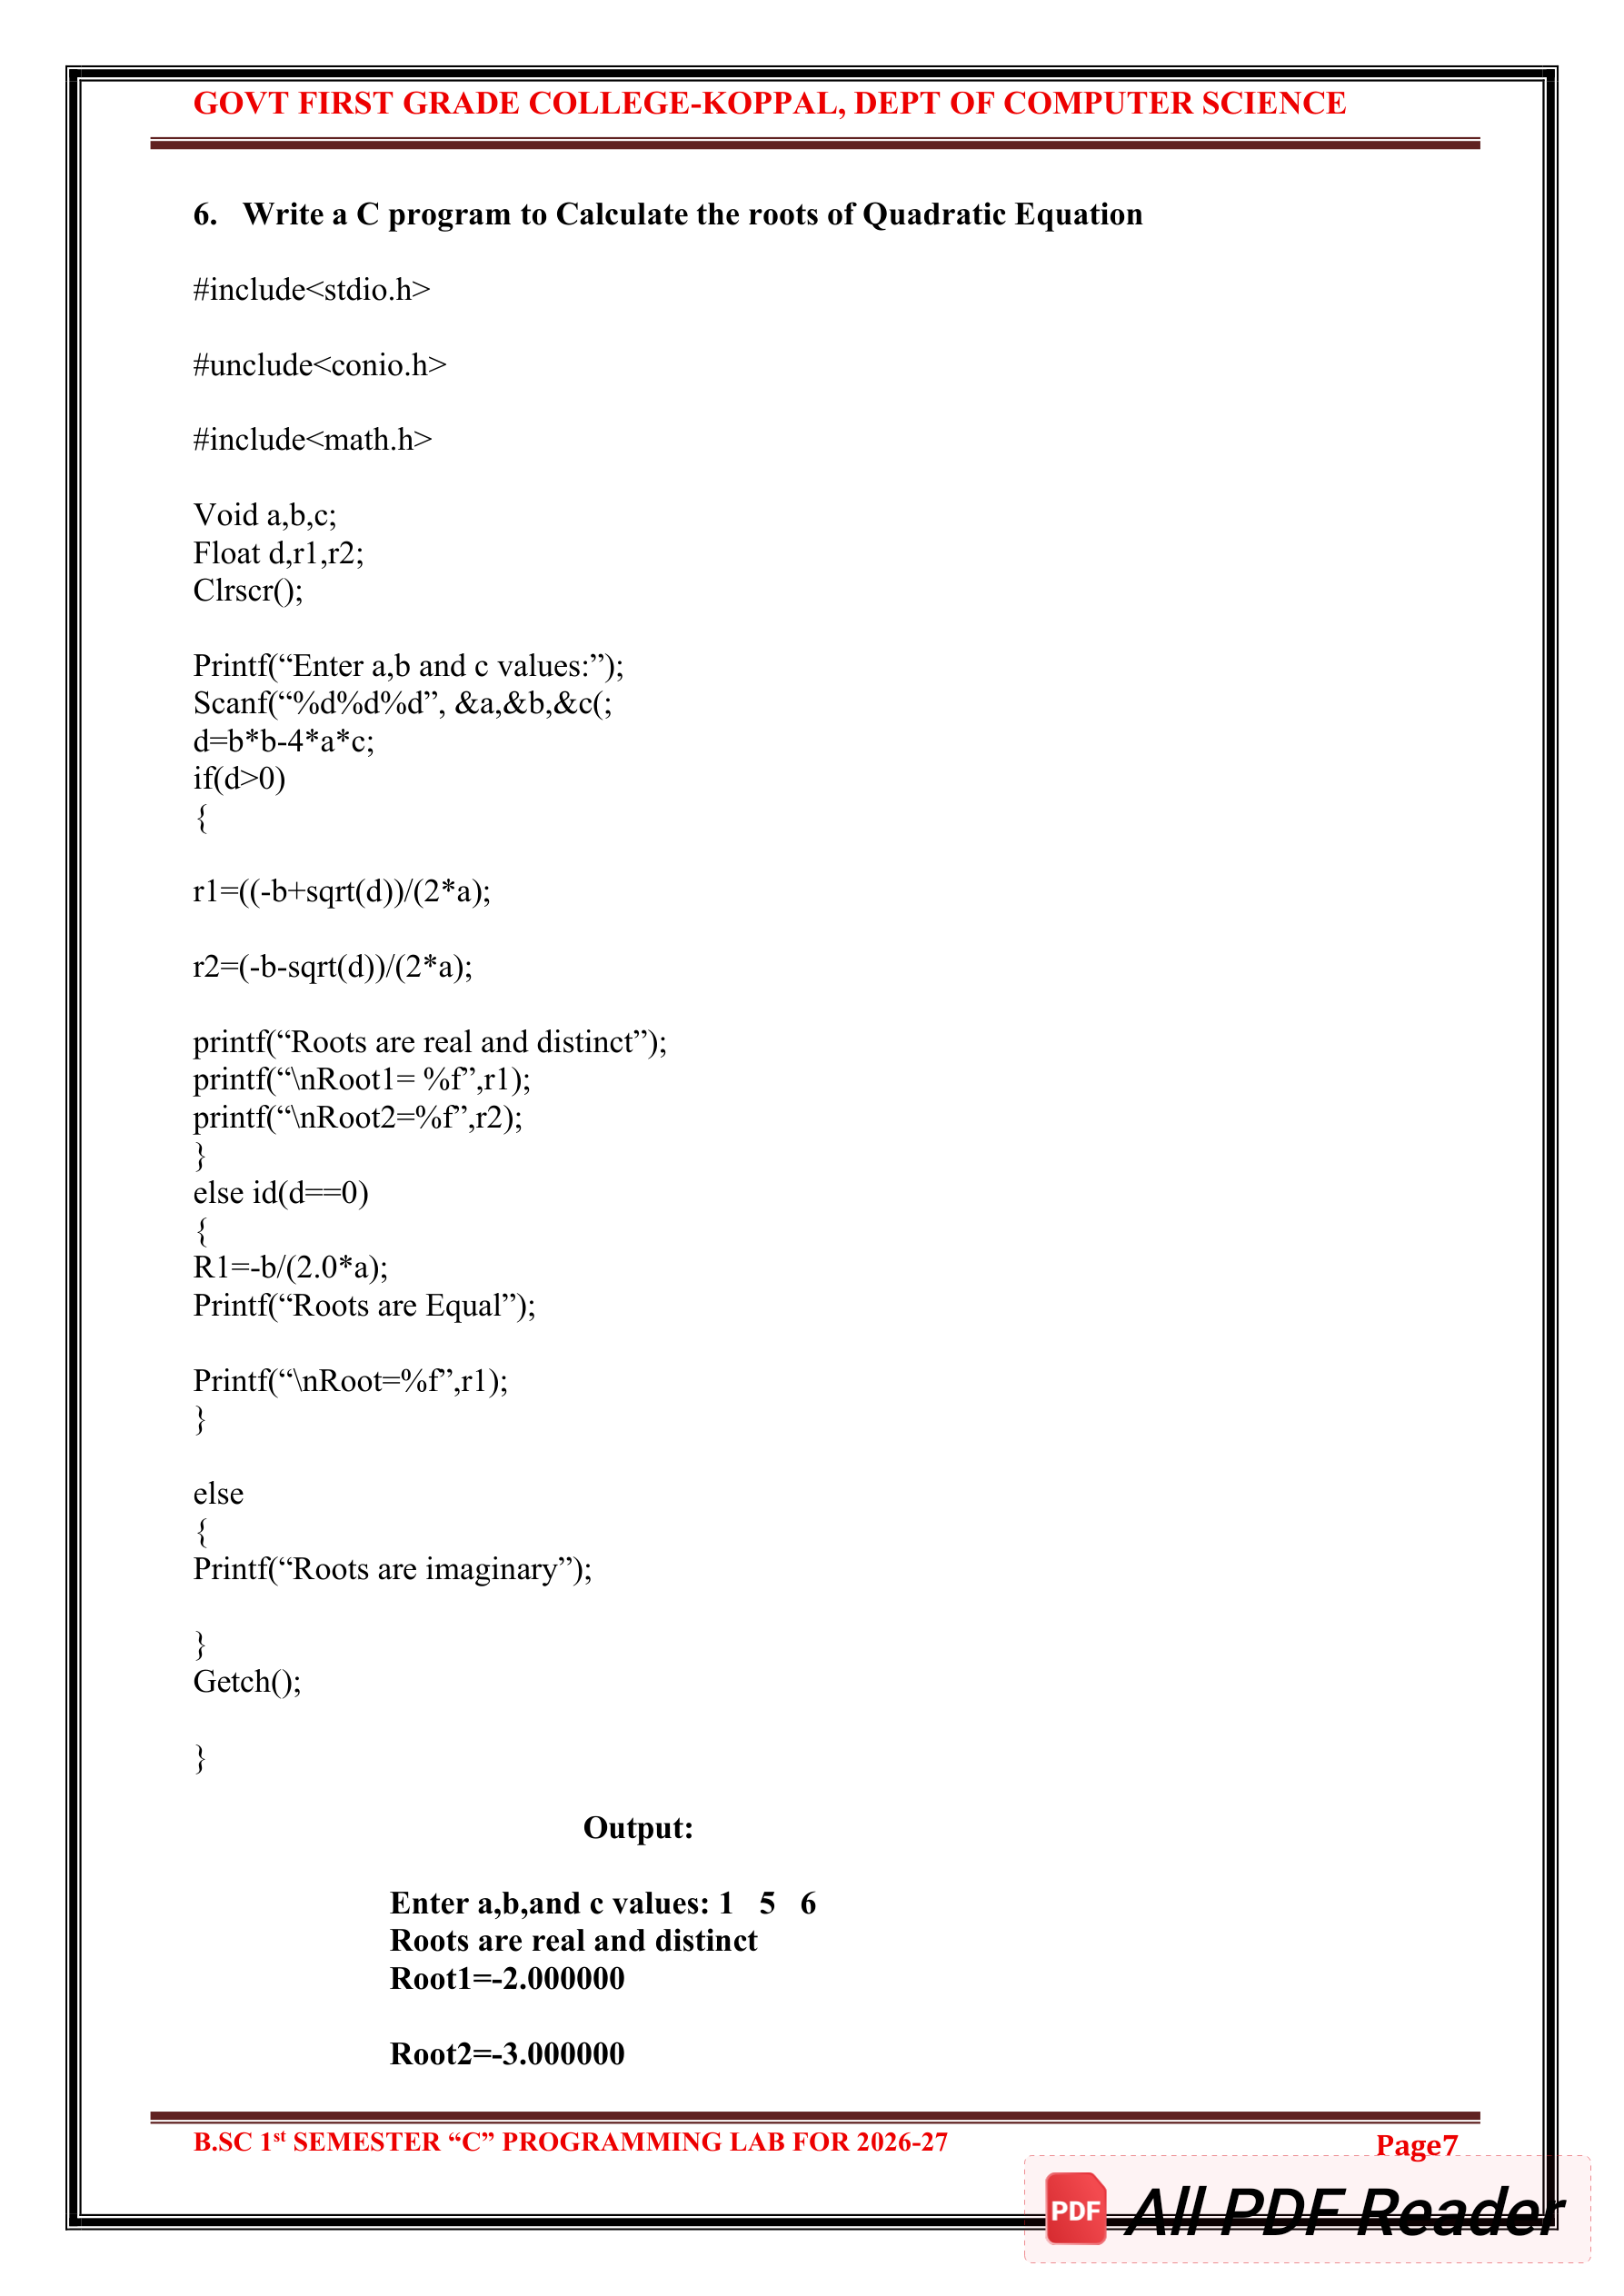 GOVT FIRST GRADE COLLEGE-KOPPAL, DEPT OF COMPUTER SCIENCE
6. Write a C program to Calculate the roots of Quadratic Equation
#include<stdio.h>
#unclude<conio.h>
#include<math.h>
Void a,b,c;
Float d,r1,r2;
Clrscr();
Printf(“Enter a,b and c values:”);
Scanf(“%d%d%d”, &a,&b,&c(;
d=b*b-4*a*c;
if(d>0)
{
r1=((-b+sqrt(d))/(2*a);
r2=(-b-sqrt(d))/(2*a);
printf(“Roots are real and distinct”);
printf(“\nRoot1= %f”,r1);
printf(“\nRoot2=%f”,r2);
}
else id(d==0)
{
R1=-b/(2.0*a);
Printf(“Roots are Equal”);
Printf(“\nRoot=%f”,r1);
}
else
{
Printf(“Roots are imaginary”);
}
Getch();
}
Output:
Enter a,b,and c values: 1 5 6
Roots are real and distinct
Root1=-2.000000
Root2=-3.000000
B.SC 1st SEMESTER “C” PROGRAMMING LAB FOR 2026-27
Page7
PDF All PDF Reader